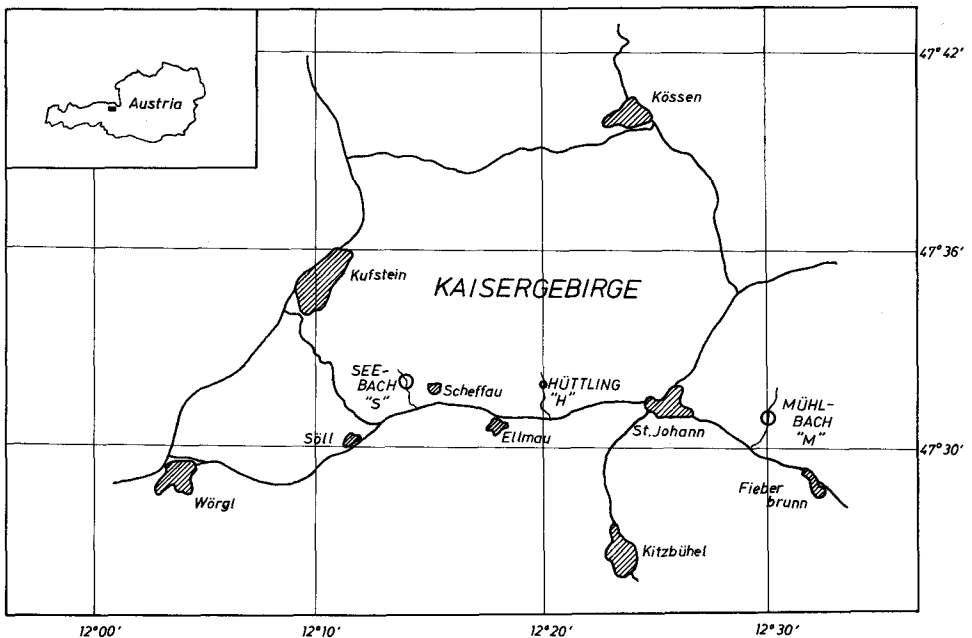 Austria
47° 42'
Kössen
47° 36'
Kufstein
KAISERGEBIRGE
SEE-
BACH
"S"
Scheffau
HÜTTLING
"H"
MÜHL-
BACH
"M"
Söll
Ellmau
St.Johann
47° 30'
Wörgl
Fieber
brunn
Kitzbühel
12° 00'
12° 10'
12° 20'
12° 30'